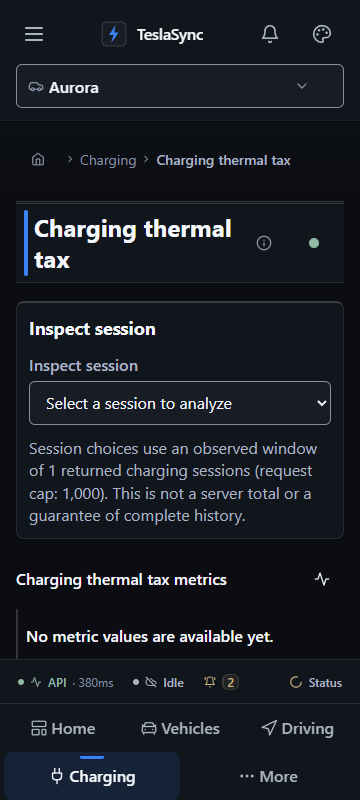 TeslaSync
Aurora
Charging
Charging thermal tax
Charging thermal
tax
Inspect session
Inspect session
Select a session to analyze
Session choices use an observed window
of 1 returned charging sessions (request
cap: 1,000). This is not a server total or a
guarantee of complete history.
Charging thermal tax metrics
No metric values are available yet.
API · 380ms
Idle
2
Status
Home
Vehicles
Driving
Charging
More